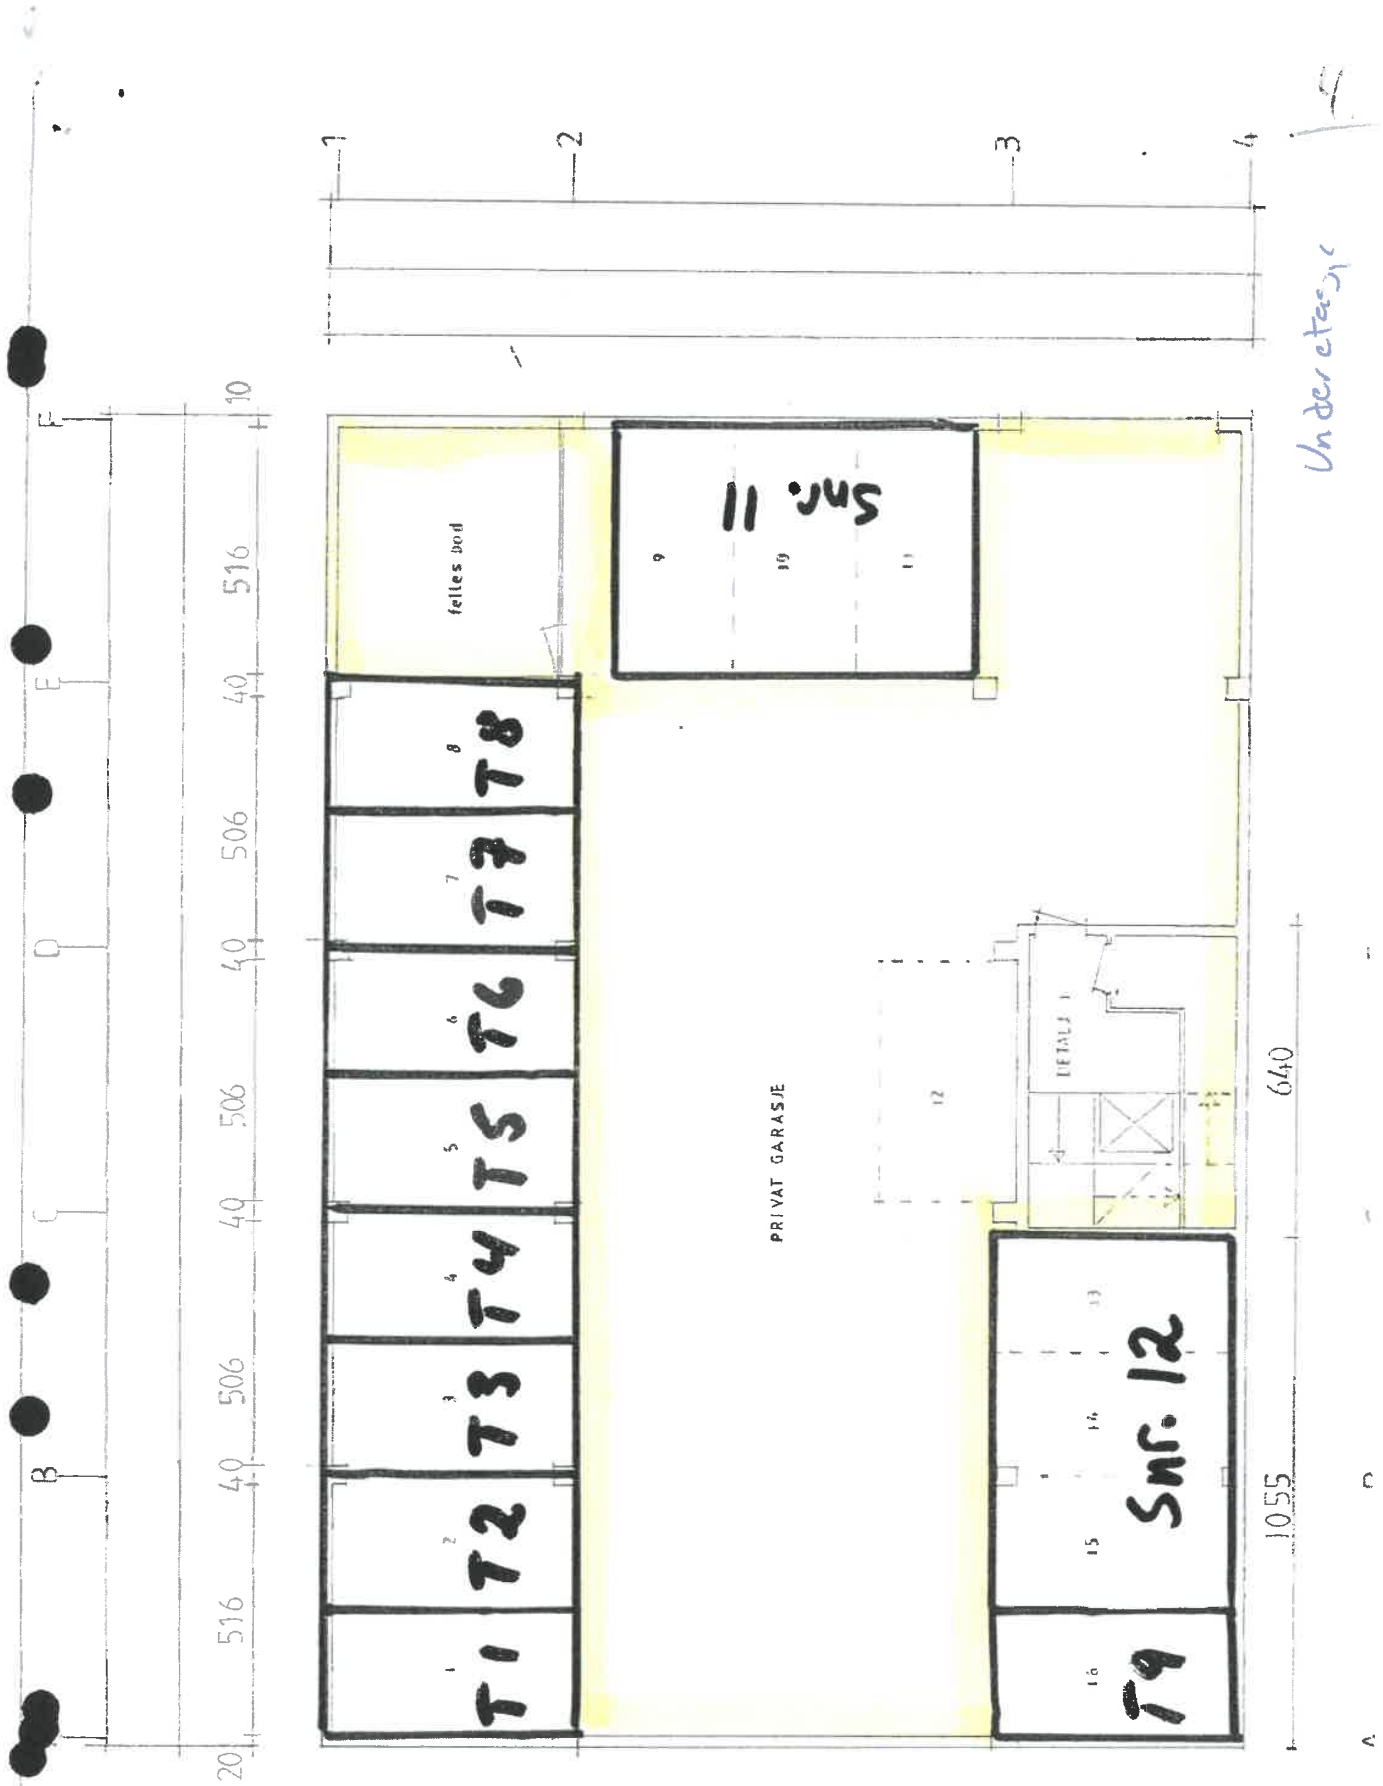 B C D E F
20 516 40 506 40 506 40 506 40 516 10
1
1 2 3 4 5 6 7 8 felles bod
T1 T2 T3 T4 T5 T6 T7 T8
2
9
10
11
Snr. 11
PRIVAT GARASJE
12
3
DETALJ 1
16 15 14 13
T9 Snr. 12
4
1055 640
Underetasje
A B